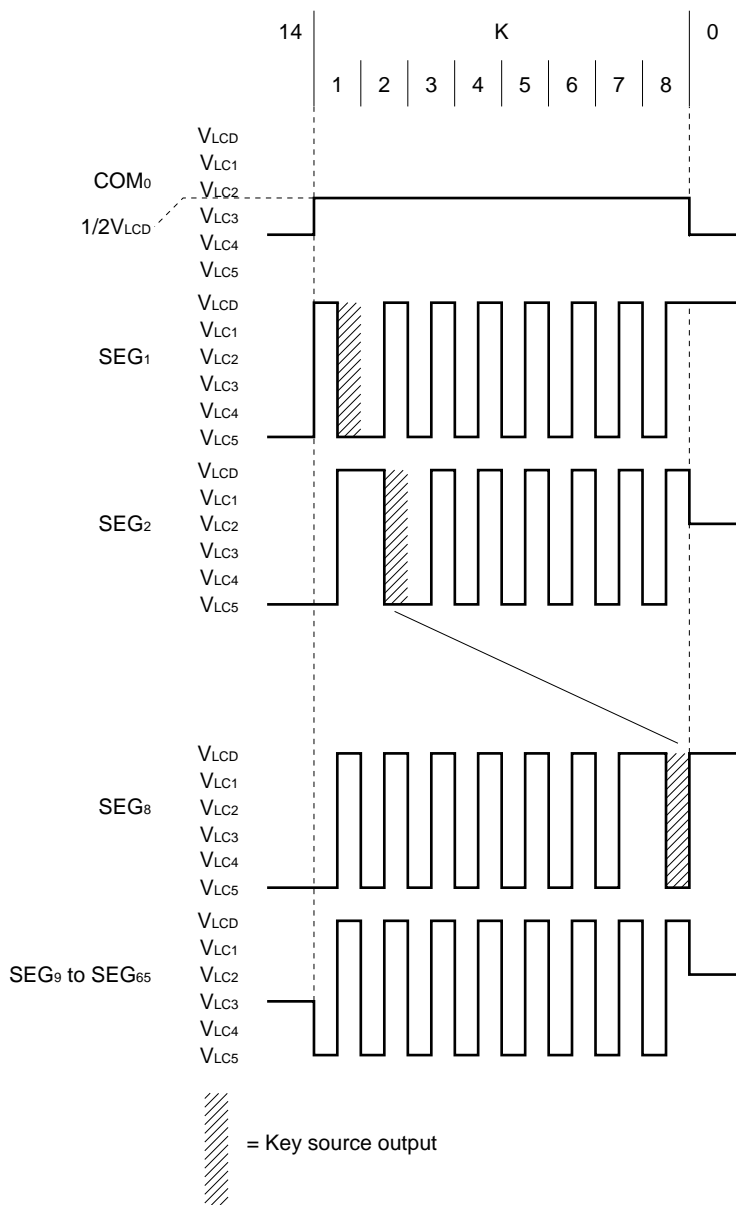 14 K 0
1 2 3 4 5 6 7 8
COM0
1/2VLCD
VLCD
VLC1
VLC2
VLC3
VLC4
VLC5
SEG1
VLCD
VLC1
VLC2
VLC3
VLC4
VLC5
SEG2
VLCD
VLC1
VLC2
VLC3
VLC4
VLC5
SEG8
VLCD
VLC1
VLC2
VLC3
VLC4
VLC5
SEG9 to SEG65
VLCD
VLC1
VLC2
VLC3
VLC4
VLC5
= Key source output